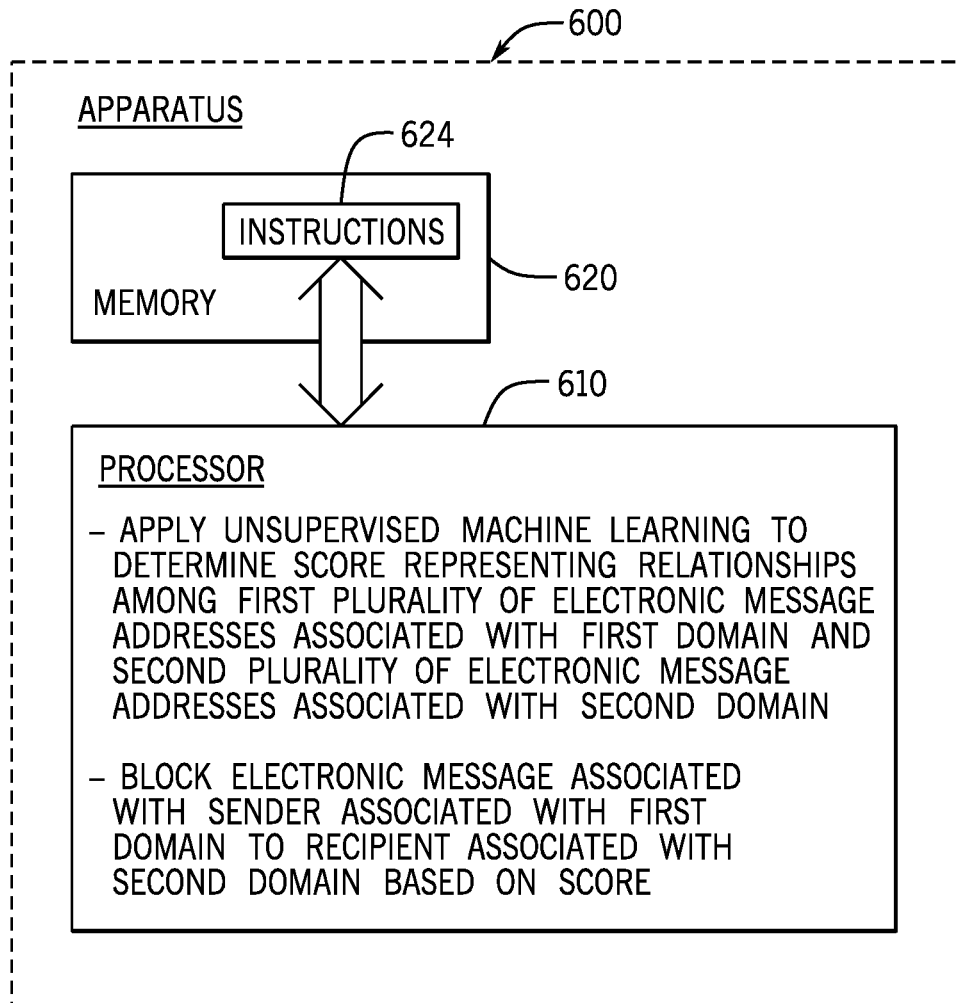 600
APPARATUS
624
INSTRUCTIONS
620
MEMORY
610
PROCESSOR
– APPLY UNSUPERVISED MACHINE LEARNING TO
DETERMINE SCORE REPRESENTING RELATIONSHIPS
AMONG FIRST PLURALITY OF ELECTRONIC MESSAGE
ADDRESSES ASSOCIATED WITH FIRST DOMAIN AND
SECOND PLURALITY OF ELECTRONIC MESSAGE
ADDRESSES ASSOCIATED WITH SECOND DOMAIN
– BLOCK ELECTRONIC MESSAGE ASSOCIATED
WITH SENDER ASSOCIATED WITH FIRST
DOMAIN TO RECIPIENT ASSOCIATED WITH
SECOND DOMAIN BASED ON SCORE